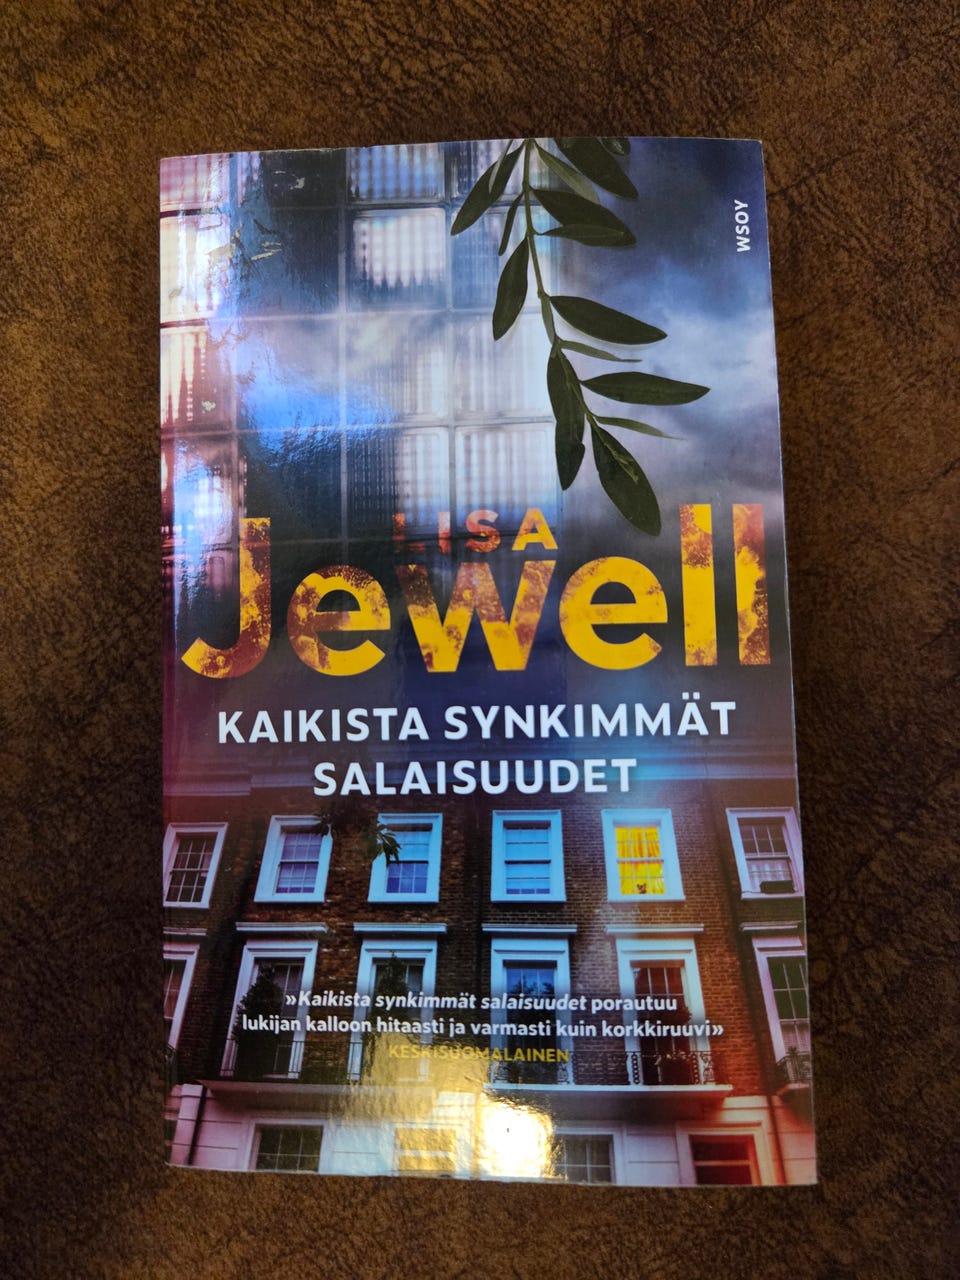 WSOY
LISA
Jewell
KAIKISTA SYNKIMMÄT
SALAISUUDET
»Kaikista synkimmät salaisuudet porautuu
lukijan kalloon hitaasti ja varmasti kuin korkkiruuvi»
KESKISUOMALAINEN